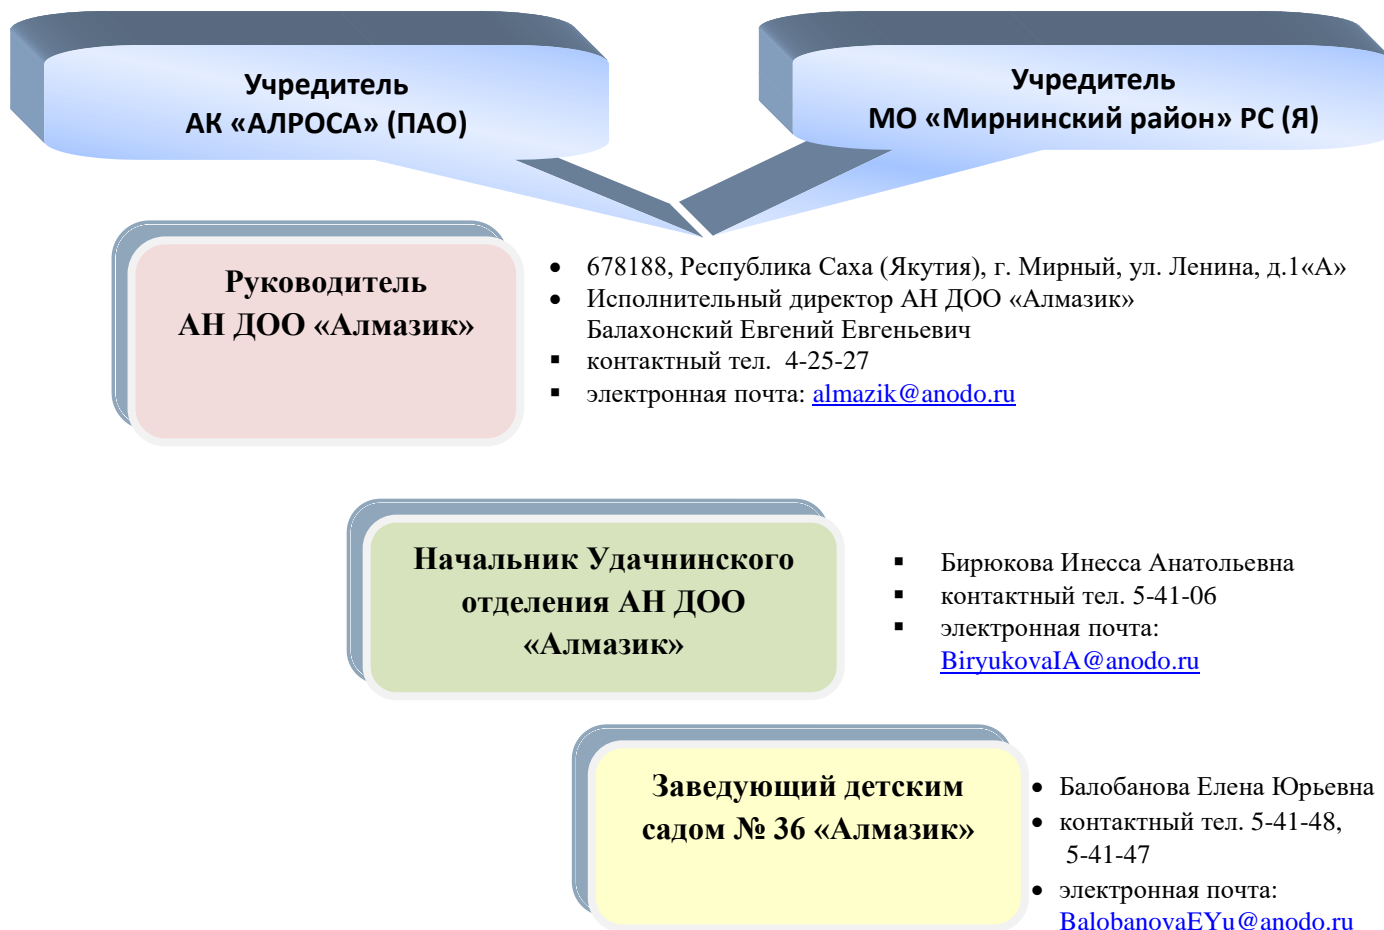 Учредитель
АК «АЛРОСА» (ПАО)
Учредитель
МО «Мирнинский район» РС (Я)
Руководитель
АН ДОО «Алмазик»
• 678188, Республика Саха (Якутия), г. Мирный, ул. Ленина, д.1«А»
• Исполнительный директор АН ДОО «Алмазик»
Балахонский Евгений Евгеньевич
▪ контактный тел. 4-25-27
▪ электронная почта: almazik@anodo.ru
Начальник Удачнинского
отделения АН ДОО
«Алмазик»
▪ Бирюкова Инесса Анатольевна
▪ контактный тел. 5-41-06
▪ электронная почта:
BiryukovaIA@anodo.ru
Заведующий детским
садом № 36 «Алмазик»
• Балобанова Елена Юрьевна
• контактный тел. 5-41-48,
5-41-47
• электронная почта:
BalobanovaEYu@anodo.ru